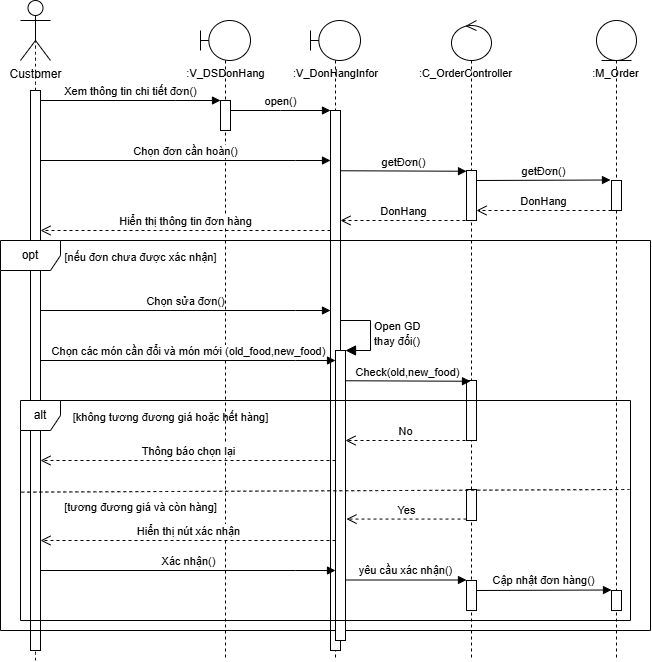 Custbmer
:V_DSDonHang
:V_DonHangInfor
:C_OrderController
:M_Order
Xem thông tin chi tiết đơn()
open()
Chọn đơn cần hoàn()
getĐơn()
getĐơn()
DonHang
DonHang
Hiển thị thông tin đơn hàng
opt
[nếu đơn chưa được xác nhận]
Chọn sửa đơn()
Open GD
thay đổi()
Chọn các món cần đổi và món mới (old_food,new_food)
Check(old,new_food)
alt
[không tương đương giá hoặc hết hàng]
No
Thông báo chọn lại
[tương đương giá và còn hàng]
Yes
Hiển thị nút xác nhận
Xác nhận()
yêu cầu xác nhận()
Cập nhật đơn hàng()